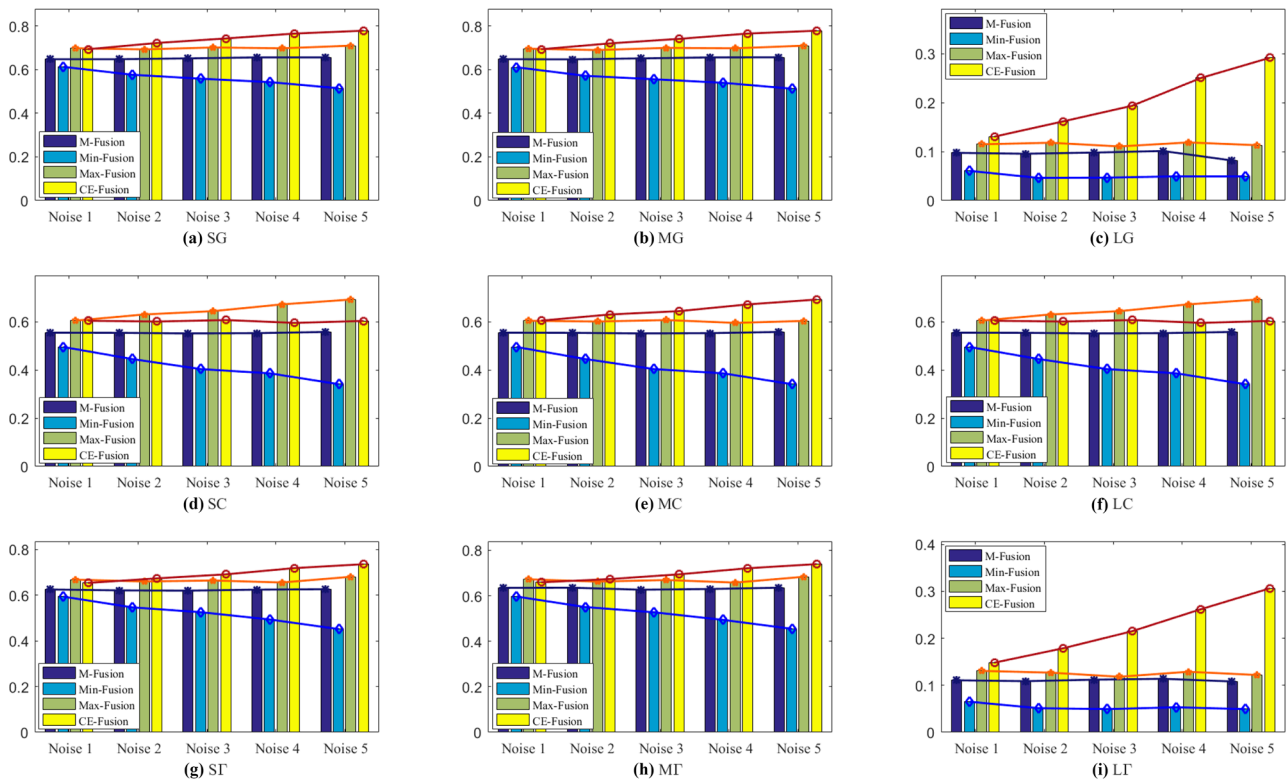 0.8
0.6
0.4
0.2
0
M-Fusion
Min-Fusion
Max-Fusion
CE-Fusion
Noise 1 Noise 2 Noise 3 Noise 4 Noise 5
(a) SG
0.8
0.6
0.4
0.2
0
M-Fusion
Min-Fusion
Max-Fusion
CE-Fusion
Noise 1 Noise 2 Noise 3 Noise 4 Noise 5
(b) MG
0.3
0.2
0.1
0
M-Fusion
Min-Fusion
Max-Fusion
CE-Fusion
Noise 1 Noise 2 Noise 3 Noise 4 Noise 5
(c) LG
0.6
0.4
0.2
0
M-Fusion
Min-Fusion
Max-Fusion
CE-Fusion
Noise 1 Noise 2 Noise 3 Noise 4 Noise 5
(d) SC
0.6
0.4
0.2
0
M-Fusion
Min-Fusion
Max-Fusion
CE-Fusion
Noise 1 Noise 2 Noise 3 Noise 4 Noise 5
(e) MC
0.6
0.4
0.2
0
M-Fusion
Min-Fusion
Max-Fusion
CE-Fusion
Noise 1 Noise 2 Noise 3 Noise 4 Noise 5
(f) LC
0.8
0.6
0.4
0.2
0
M-Fusion
Min-Fusion
Max-Fusion
CE-Fusion
Noise 1 Noise 2 Noise 3 Noise 4 Noise 5
(g) SΓ
0.8
0.6
0.4
0.2
0
M-Fusion
Min-Fusion
Max-Fusion
CE-Fusion
Noise 1 Noise 2 Noise 3 Noise 4 Noise 5
(h) MΓ
0.4
0.3
0.2
0.1
0
M-Fusion
Min-Fusion
Max-Fusion
CE-Fusion
Noise 1 Noise 2 Noise 3 Noise 4 Noise 5
(i) LΓ